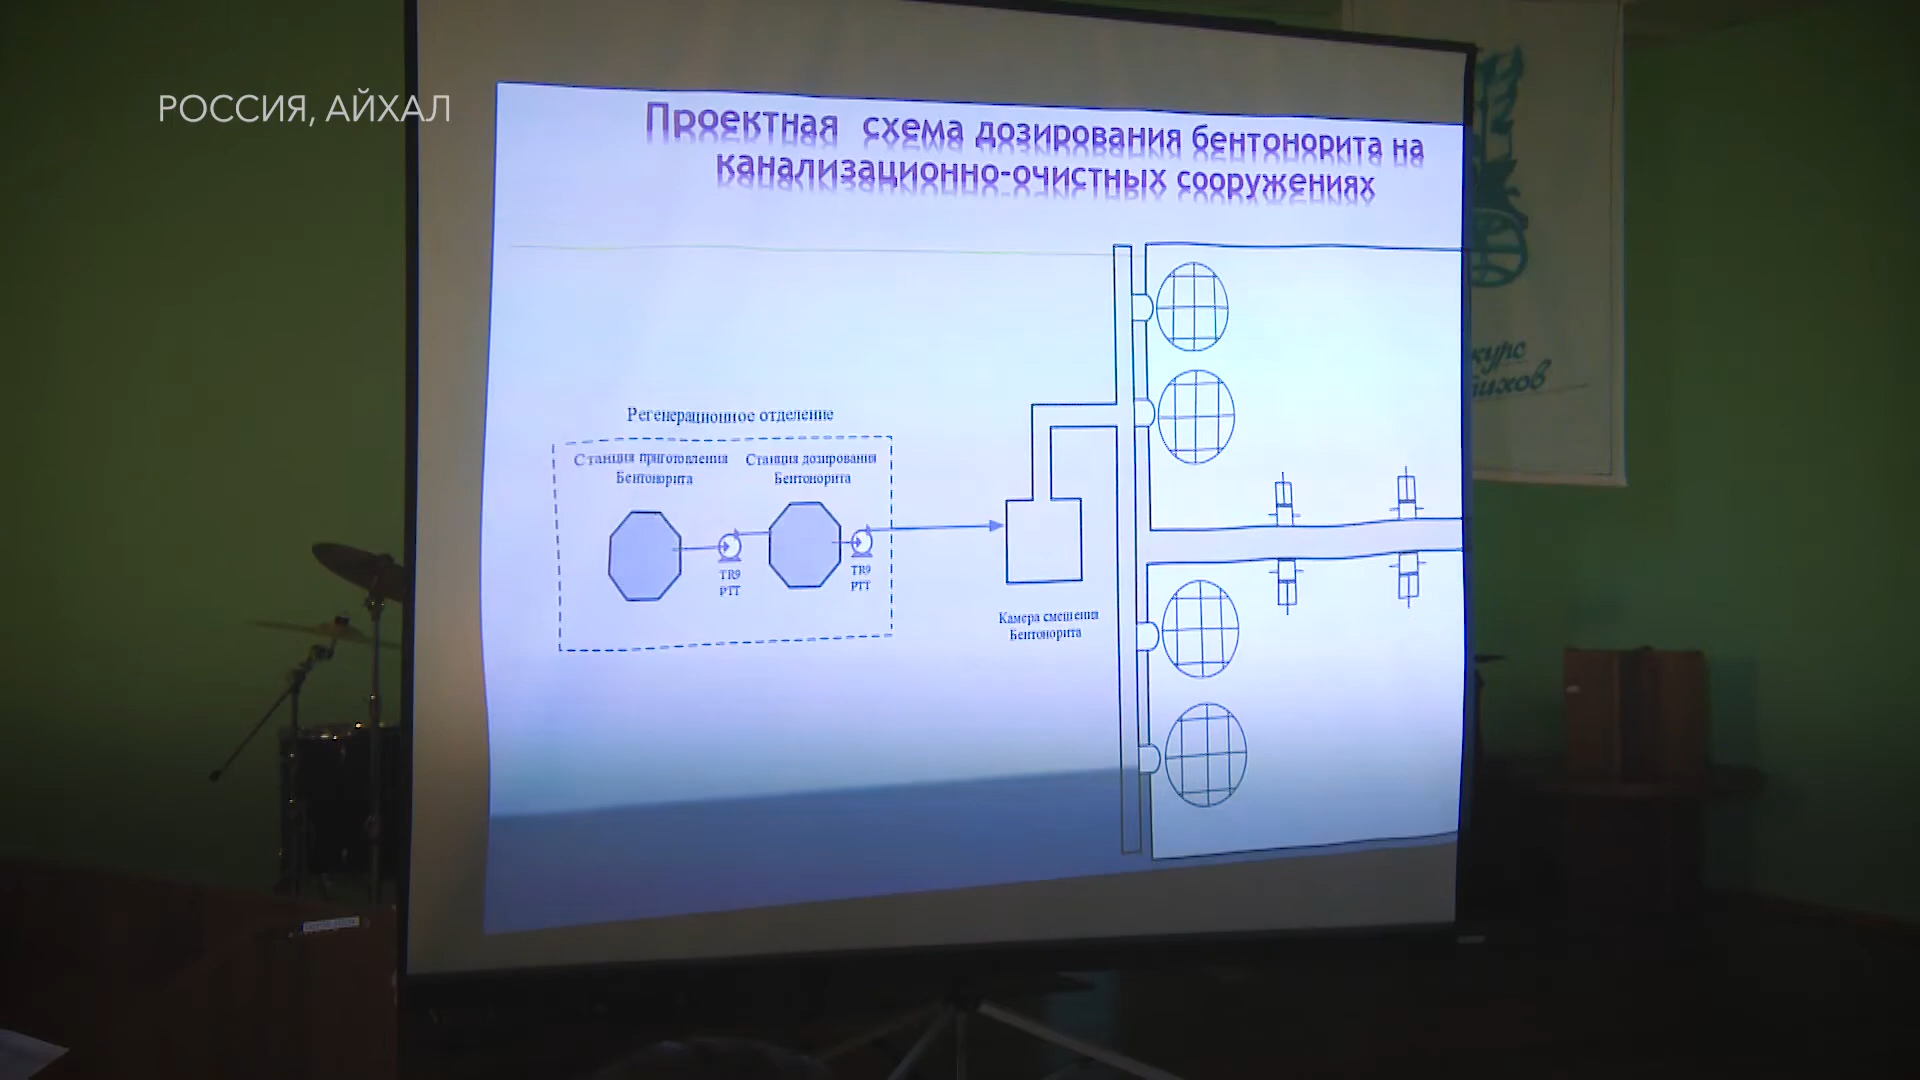 РОССИЯ, АЙХАЛ
Проектная схема дозирования бентонорита на
канализационно-очистных сооружениях
Регенерационное отделение
Станция приготовления
Бентонорита
Станция дозирования
Бентонорита
TR9
PTT
TR9
PTT
Камера смешения
Бентонорита
курс